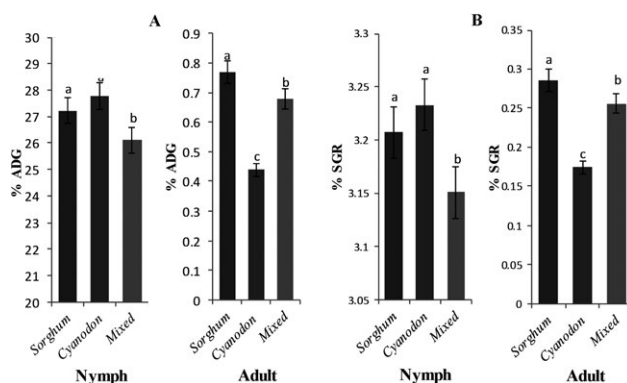 A
B
% ADG
30
29
28
27
26
25
24
23
22
21
20
a
b
Sorghum
Cyanodon
Mixed
Nymph
% ADG
0.9
0.8
0.7
0.6
0.5
0.4
0.3
0.2
0.1
0
a
c
b
Sorghum
Cyanodon
Mixed
Adult
% SGR
3.3
3.25
3.2
3.15
3.1
3.05
a
a
b
Sorghum
Cyanodon
Mixed
Nymph
% SGR
0.35
0.3
0.25
0.2
0.15
0.1
0.05
0
a
c
b
Sorghum
Cyanodon
Mixed
Adult